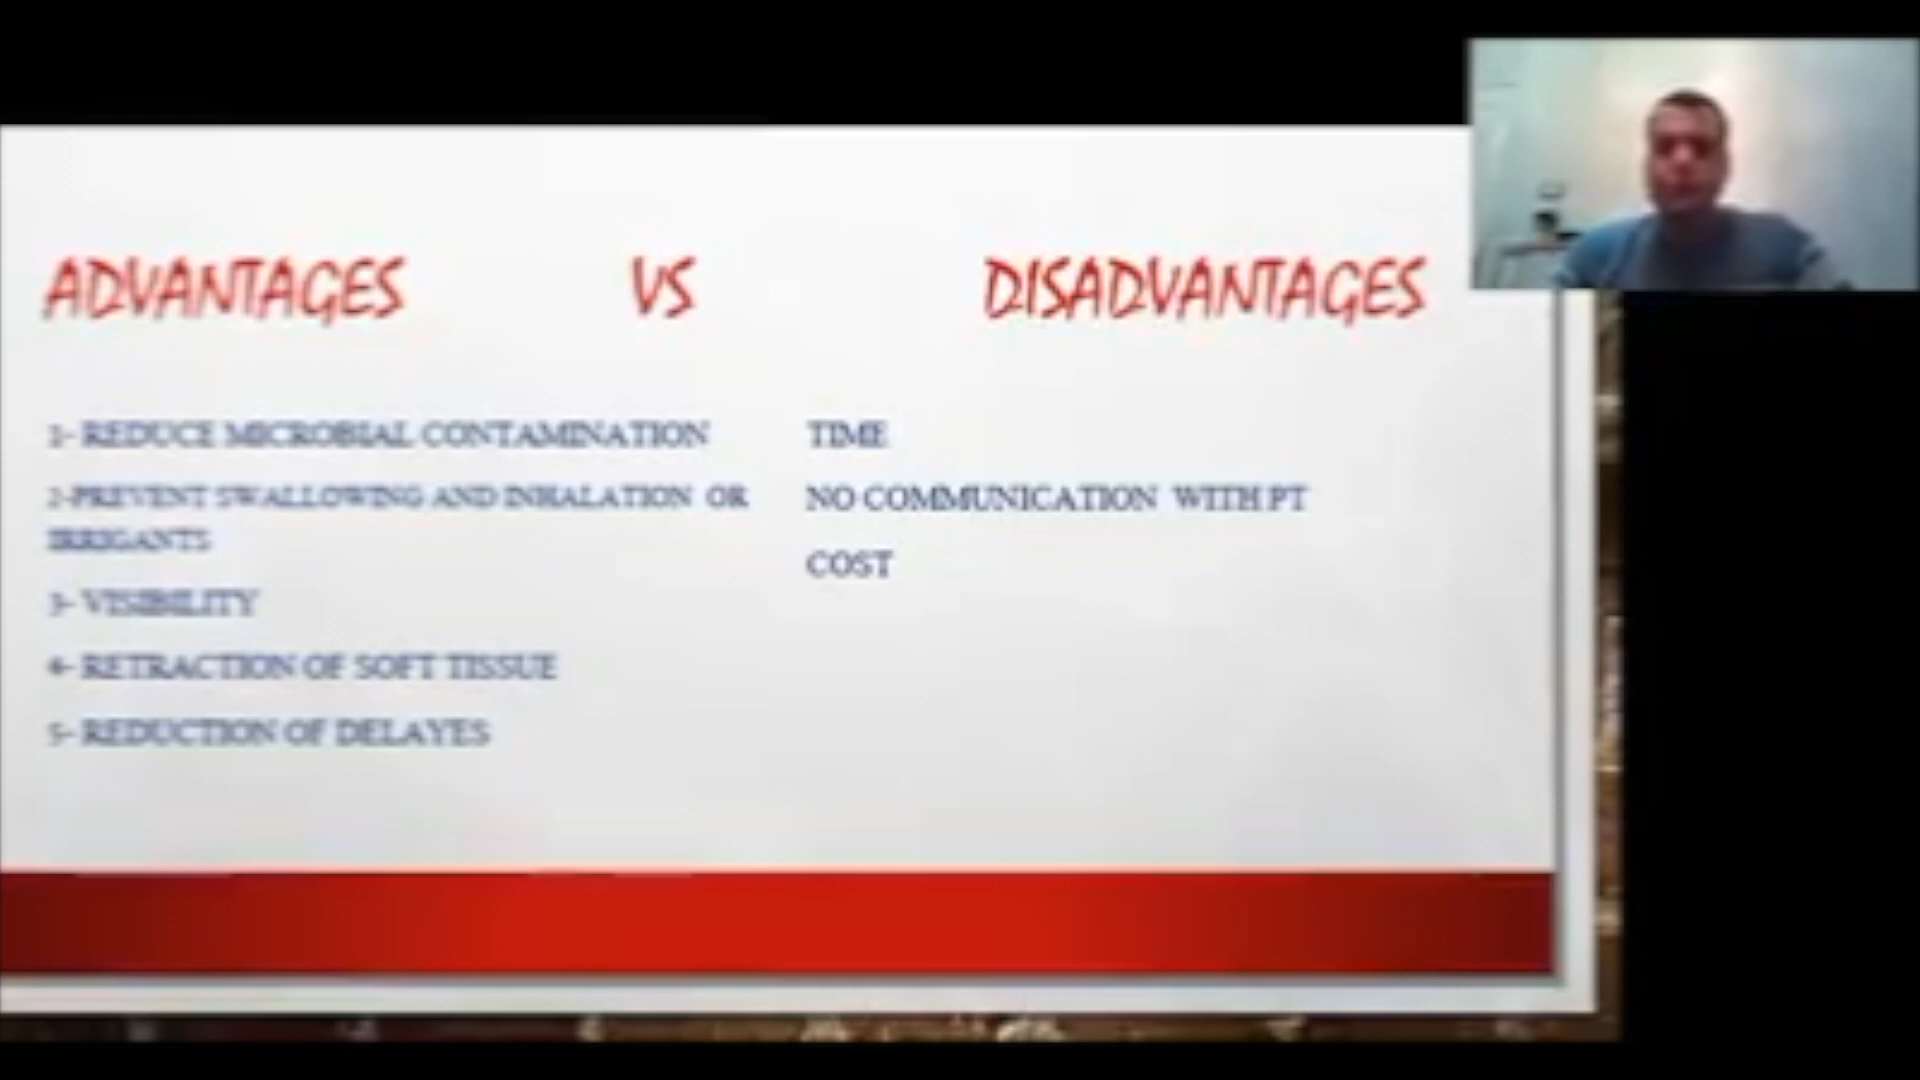 ADVANTAGES VS DISADVANTAGES
1- REDUCE MICROBIAL CONTAMINATION
2-PREVENT SWALLOWING AND INHALATION OR
IRRIGANTS
3- VISIBILITY
4- RETRACTION OF SOFT TISSUE
5- REDUCTION OF DELAYES
TIME
NO COMMUNICATION WITH PT
COST